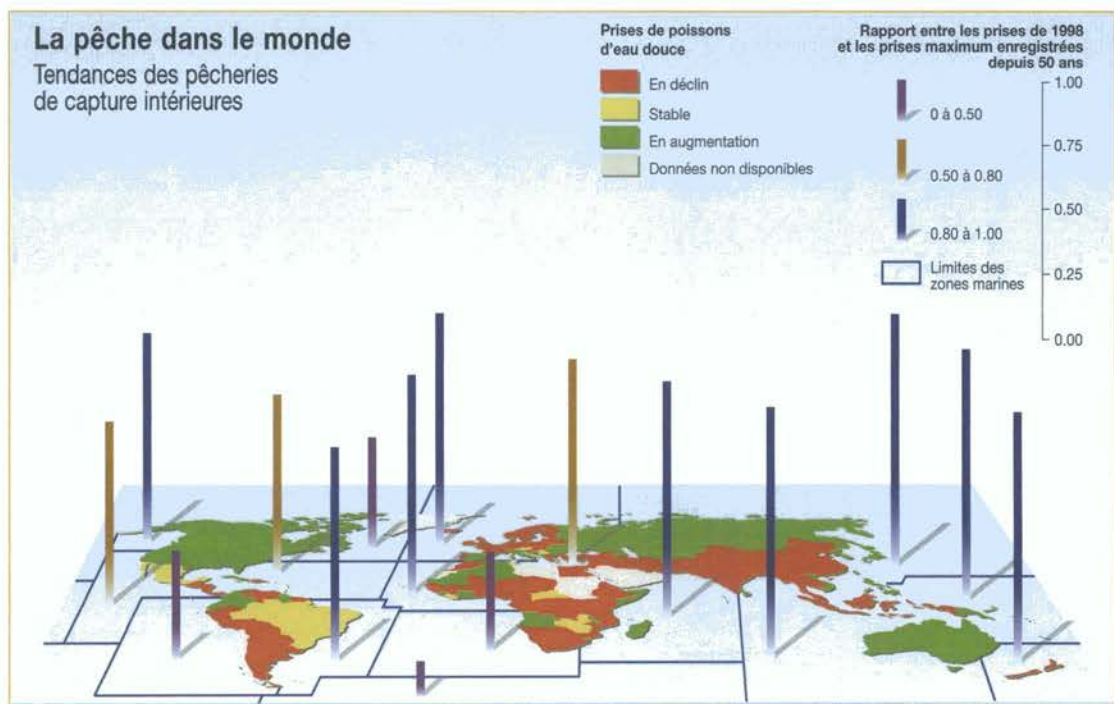 La pêche dans le monde
Tendances des pêcheries
de capture intérieures
Prises de poissons
d'eau douce
En déclin
Stable
En augmentation
Données non disponibles
Rapport entre les prises de 1998
et les prises maximum enregistrées
depuis 50 ans
0 à 0.50
0.50 à 0.80
0.80 à 1.00
Limites des
zones marines
1.00
0.75
0.50
0.25
0.00